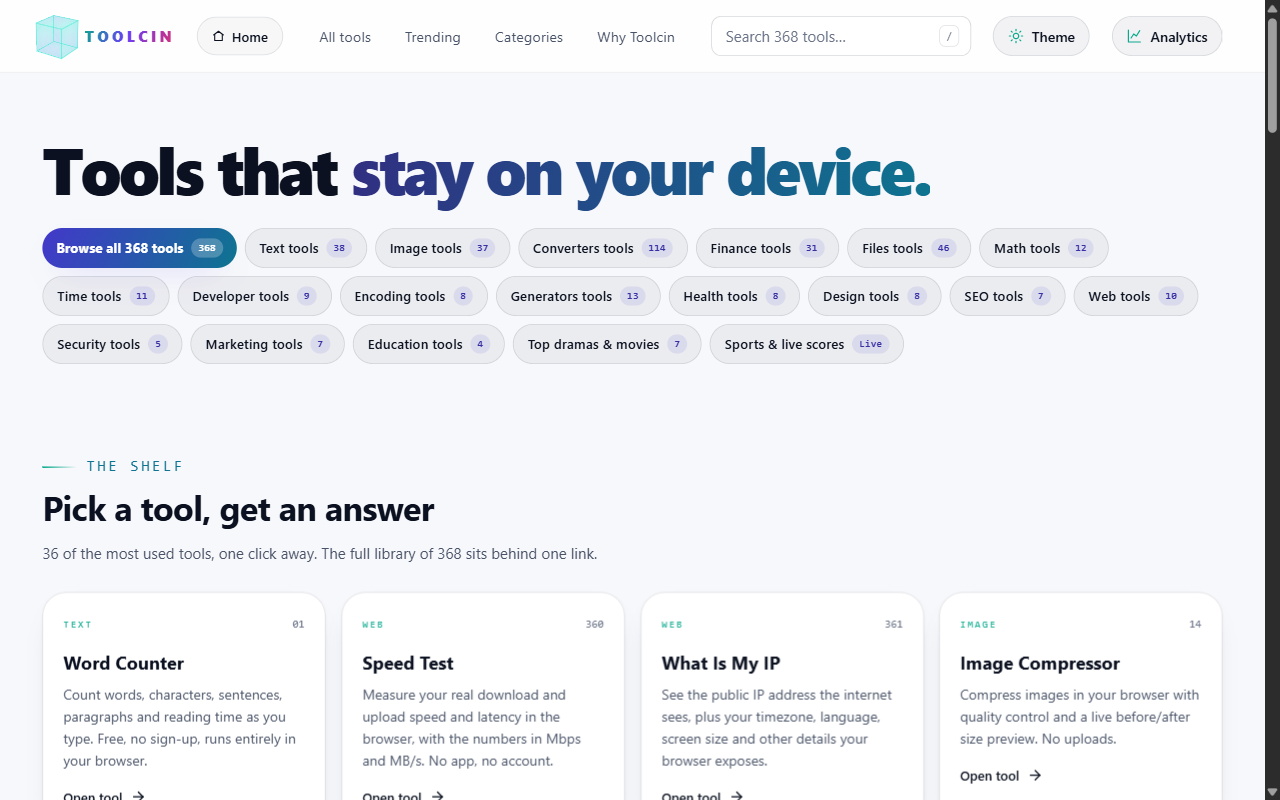 TOOLCIN
Home
All tools
Trending
Categories
Why Toolcin
Search 368 tools...
/
Theme
Analytics
Tools that stay on your device.
Browse all 368 tools 368
Text tools 38
Image tools 37
Converters tools 114
Finance tools 31
Files tools 46
Math tools 12
Time tools 11
Developer tools 9
Encoding tools 8
Generators tools 13
Health tools 8
Design tools 8
SEO tools 7
Web tools 10
Security tools 5
Marketing tools 7
Education tools 4
Top dramas & movies 7
Sports & live scores Live
THE SHELF
Pick a tool, get an answer
36 of the most used tools, one click away. The full library of 368 sits behind one link.
TEXT 01
Word Counter
Count words, characters, sentences,
paragraphs and reading time as you
type. Free, no sign-up, runs entirely in
your browser.
Open tool
WEB 360
Speed Test
Measure your real download and
upload speed and latency in the
browser, with the numbers in Mbps
and MB/s. No app, no account.
Open tool
WEB 361
What Is My IP
See the public IP address the internet
sees, plus your timezone, language,
screen size and other details your
browser exposes.
Open tool
IMAGE 14
Image Compressor
Compress images in your browser with
quality control and a live before/after
size preview. No uploads.
Open tool